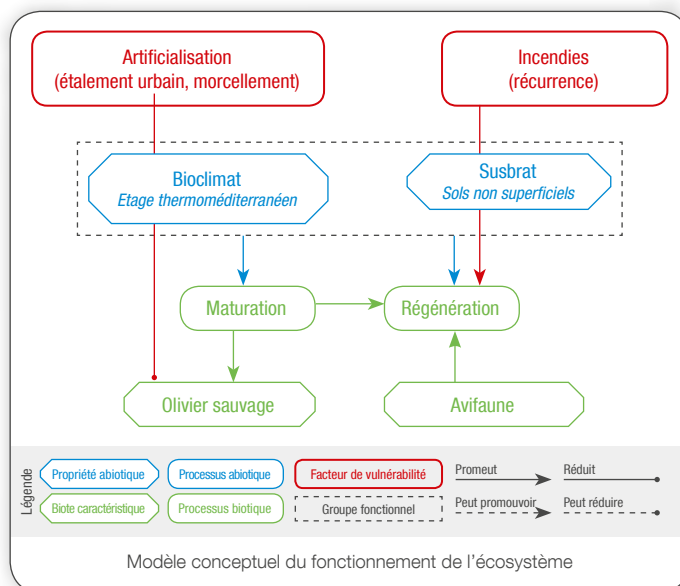 Artificialisation
(étalement urbain, morcellement)
Incendies
(récurrence)
Bioclimat
Etage thermoméditerranéen
Susbrat
Sols non superficiels
Maturation
Régénération
Olivier sauvage
Avifaune
Légende
Propriété abiotique
Processus abiotique
Facteur de vulnérabilité
Promeut
Réduit
Biote caractéristique
Processus biotique
Groupe fonctionnel
Peut promouvoir
Peut réduire
Modèle conceptuel du fonctionnement de l'écosystème